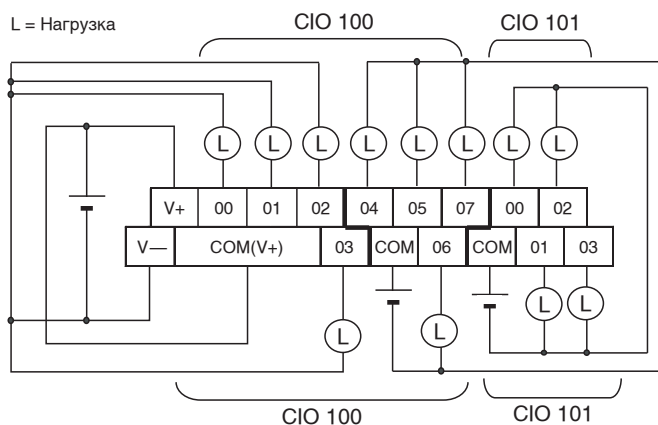 L = Нагрузка
CIO 100
CIO 101
L L L L L L L L
V+ 00 01 02 04 05 07 00 02
V— COM(V+) 03 COM 06 COM 01 03
L L L L
CIO 100
CIO 101